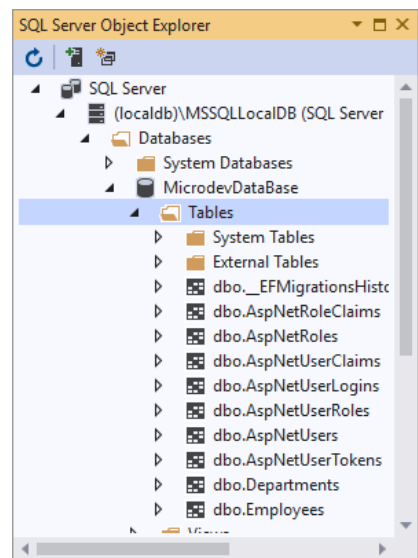 SQL Server Object Explorer
SQL Server
(localdb)\MSSQLLocalDB (SQL Server
Databases
System Databases
MicrodevDataBase
Tables
System Tables
External Tables
dbo.__EFMigrationsHisto
dbo.AspNetRoleClaims
dbo.AspNetRoles
dbo.AspNetUserClaims
dbo.AspNetUserLogins
dbo.AspNetUserRoles
dbo.AspNetUsers
dbo.AspNetUserTokens
dbo.Departments
dbo.Employees
Views